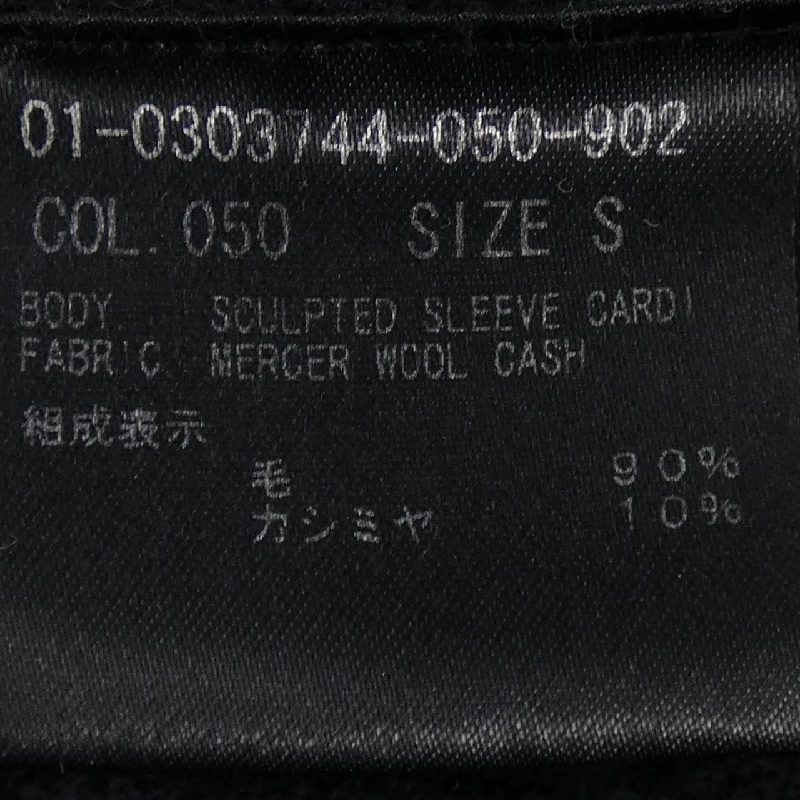 01-0303744-050-902
COL. 050 SIZE S
BODY SCULPTED SLEEVE CARDI
FABRIC MERCER WOOL CASH
組成表示
毛 90%
カシミヤ 10%